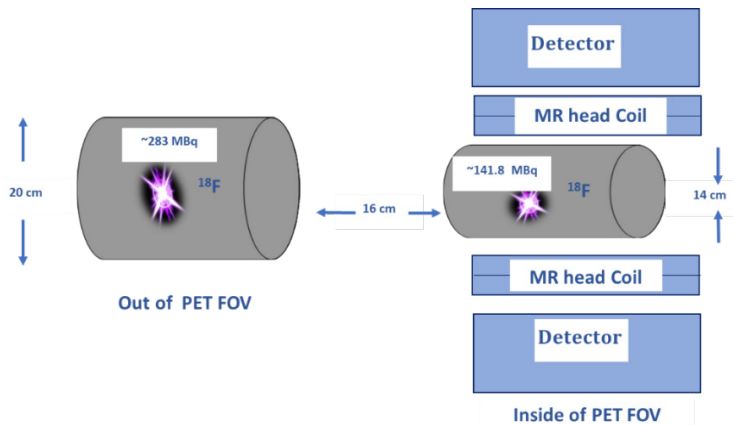 Detector
MR head Coil
~283 MBq
¹⁸F
20 cm
~141.8 MBq
¹⁸F
16 cm
14 cm
MR head Coil
Out of PET FOV
Detector
Inside of PET FOV